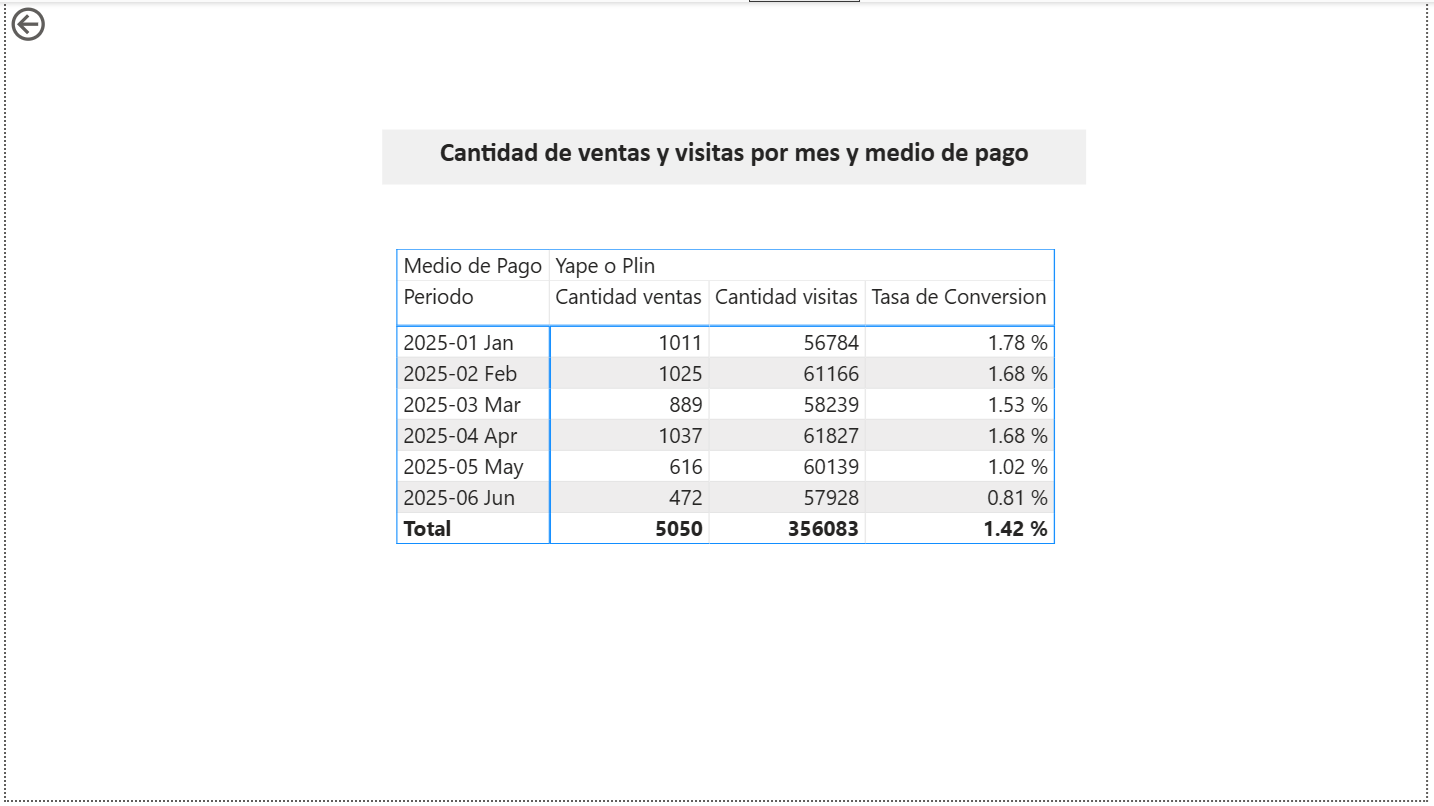 Cantidad de ventas y visitas por mes y medio de pago
Medio de Pago Yape o Plin
Periodo Cantidad ventas Cantidad visitas Tasa de Conversion
2025-01 Jan 1011 56784 1.78 %
2025-02 Feb 1025 61166 1.68 %
2025-03 Mar 889 58239 1.53 %
2025-04 Apr 1037 61827 1.68 %
2025-05 May 616 60139 1.02 %
2025-06 Jun 472 57928 0.81 %
Total 5050 356083 1.42 %